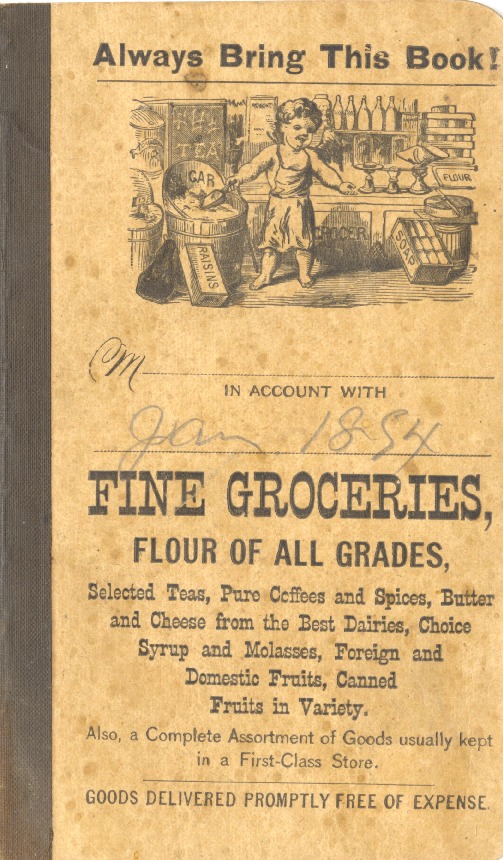 Always Bring This Book!
TEA
GAR
FLOUR
GROCER
SOAP
RAISINS
M
IN ACCOUNT WITH
Jan 1894
FINE GROCERIES,
FLOUR OF ALL GRADES,
Selected Teas, Pure Coffees and Spices, Butter
and Cheese from the Best Dairies, Choice
Syrup and Molasses, Foreign and
Domestic Fruits, Canned
Fruits in Variety.
Also, a Complete Assortment of Goods usually kept
in a First-Class Store.
GOODS DELIVERED PROMPTLY FREE OF EXPENSE.